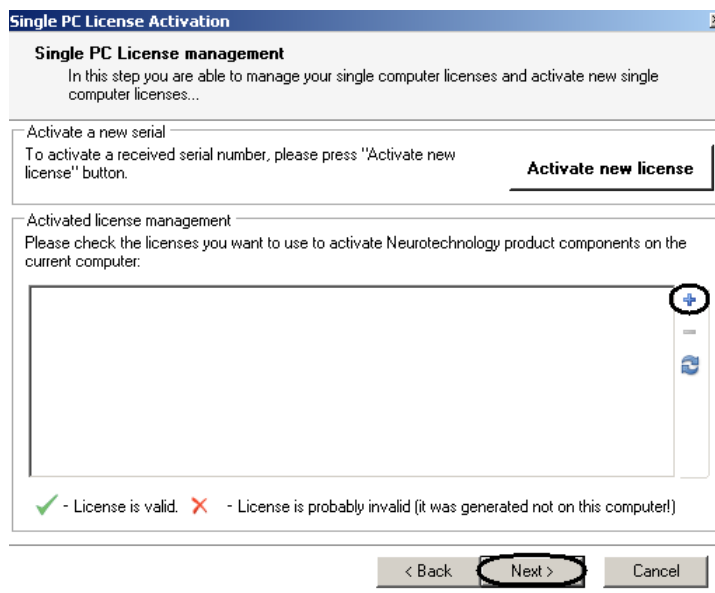 Single PC License Activation
Single PC License management
In this step you are able to manage your single computer licenses and activate new single
computer licenses...
Activate a new serial
To activate a received serial number, please press "Activate new
license" button.
Activate new license
Activated license management
Please check the licenses you want to use to activate Neurotechnology product components on the
current computer:
- License is valid. - License is probably invalid (it was generated not on this computer!)
< Back Next > Cancel